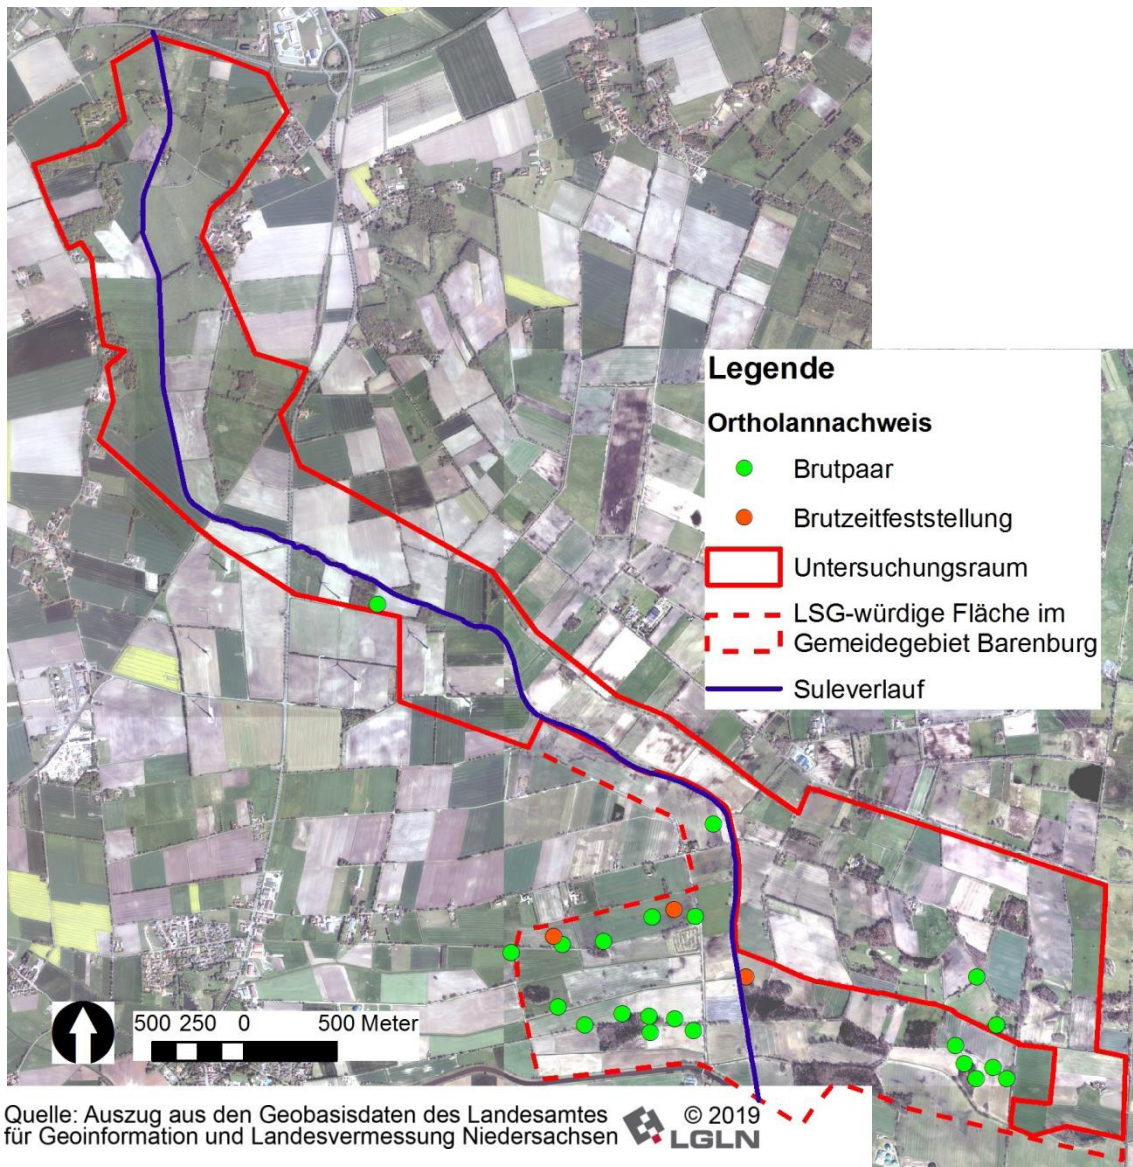 Legende
Ortholannachweis
Brutpaar
Brutzeitfeststellung
Untersuchungsraum
LSG-würdige Fläche im
Gemeidegebiet Barenburg
Suleverlauf
500 250 0 500 Meter
Quelle: Auszug aus den Geobasisdaten des Landesamtes
für Geoinformation und Landesvermessung Niedersachsen
© 2019
LGLN